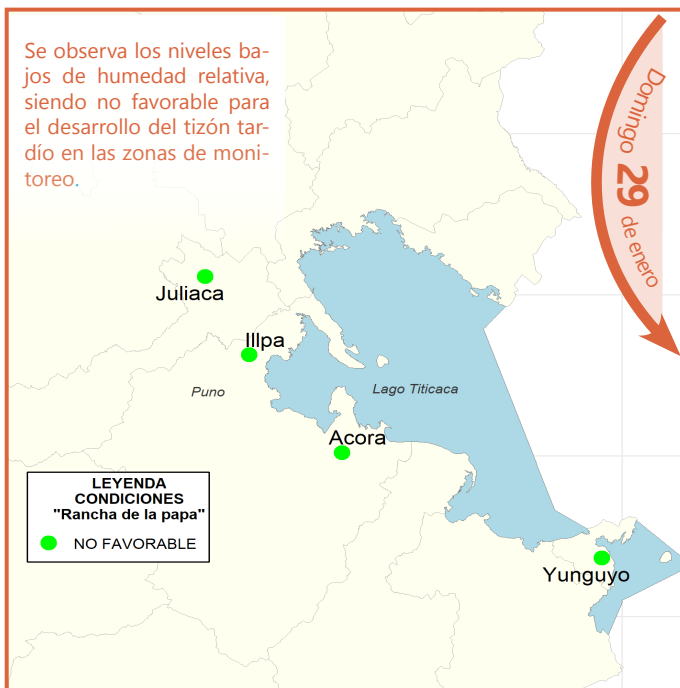 Se observa los niveles ba-
jos de humedad relativa,
siendo no favorable para
el desarrollo del tizón tar-
dío en las zonas de moni-
toreo.
Domingo 29 de enero
Juliaca
Illpa
Puno
Lago Titicaca
Acora
LEYENDA
CONDICIONES
"Rancha de la papa"
NO FAVORABLE
Yunguyo